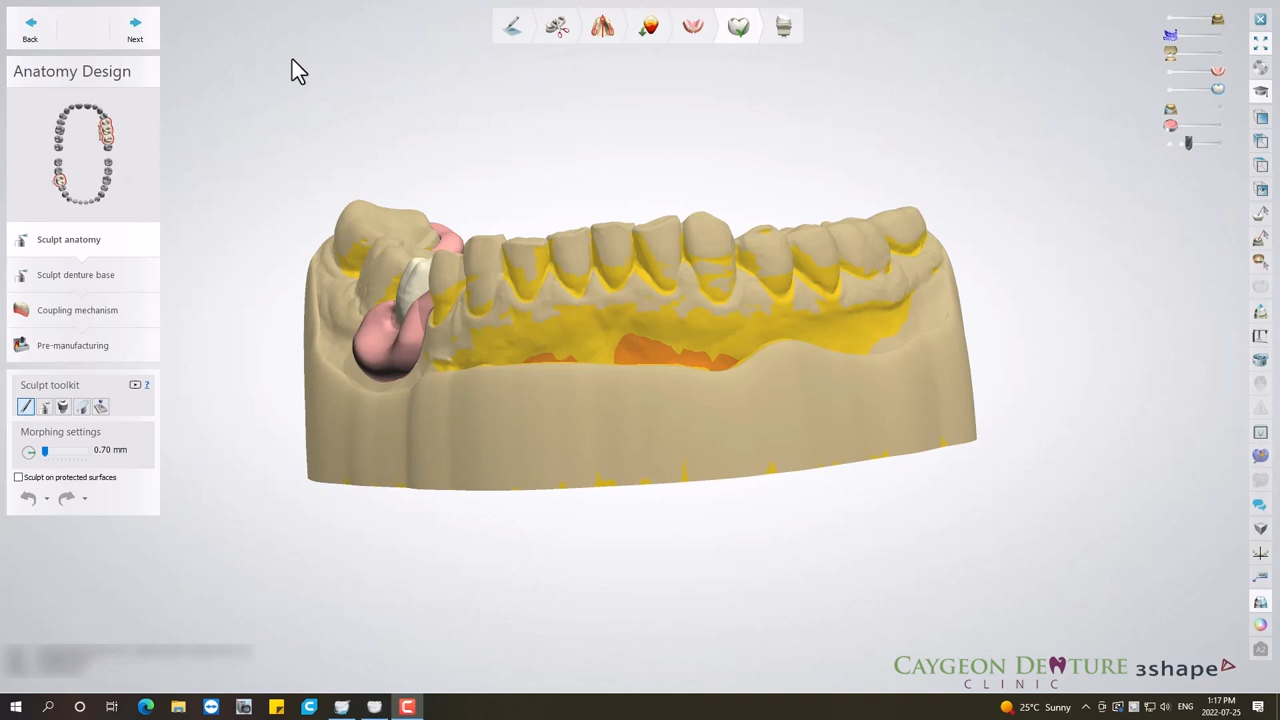 Back
Next
Anatomy Design
Sculpt anatomy
Sculpt denture base
Coupling mechanism
Pre-manufacturing
Sculpt toolkit
?
Morphing settings
0.70 mm
Sculpt on protected surfaces
A2
CAYGEON DENTURE
CLINIC
3shape
25°C Sunny
ENG
1:17 PM
2022-07-25